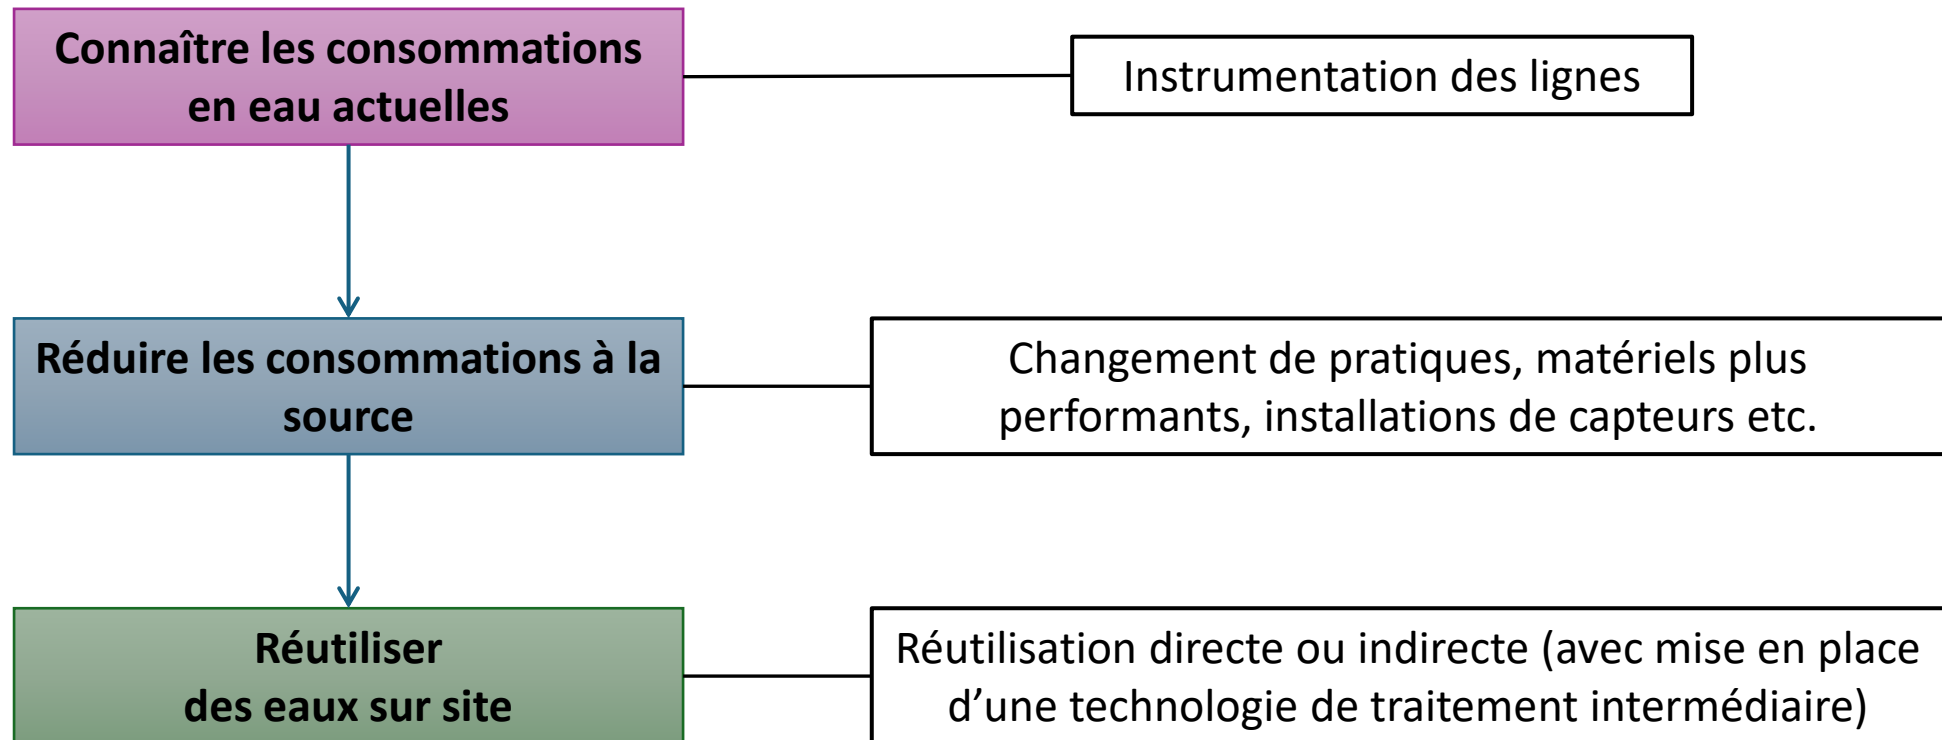 Connaître les consommations
en eau actuelles
Instrumentation des lignes
Réduire les consommations à la
source
Changement de pratiques, matériels plus
performants, installations de capteurs etc.
Réutiliser
des eaux sur site
Réutilisation directe ou indirecte (avec mise en place
d’une technologie de traitement intermédiaire)